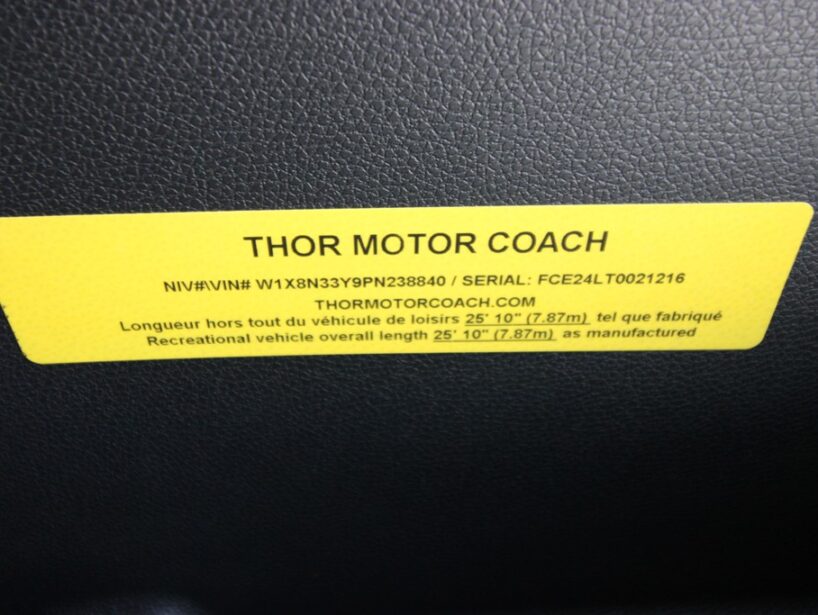 THOR MOTOR COACH
NIV#\VIN# W1X8N33Y9PN238840 / SERIAL: FCE24LT0021216
THORMOTORCOACH.COM
Longueur hors tout du véhicule de loisirs 25' 10" (7.87m) tel que fabriqué
Recreational vehicle overall length 25' 10" (7.87m) as manufactured